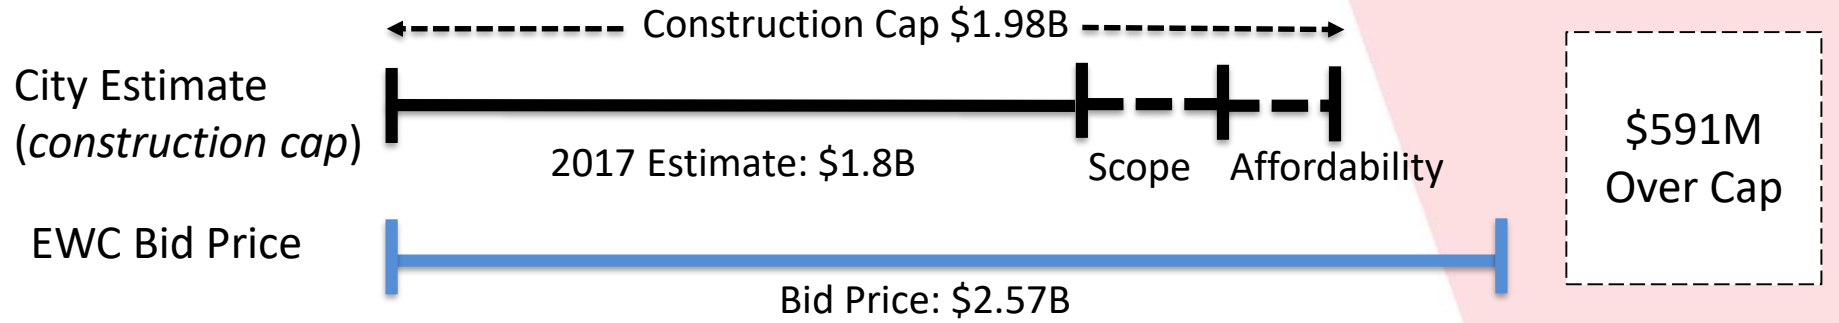 Construction Cap $1.98B
City Estimate
(construction cap)
2017 Estimate: $1.8B
Scope
Affordability
$591M
Over Cap
EWC Bid Price
Bid Price: $2.57B